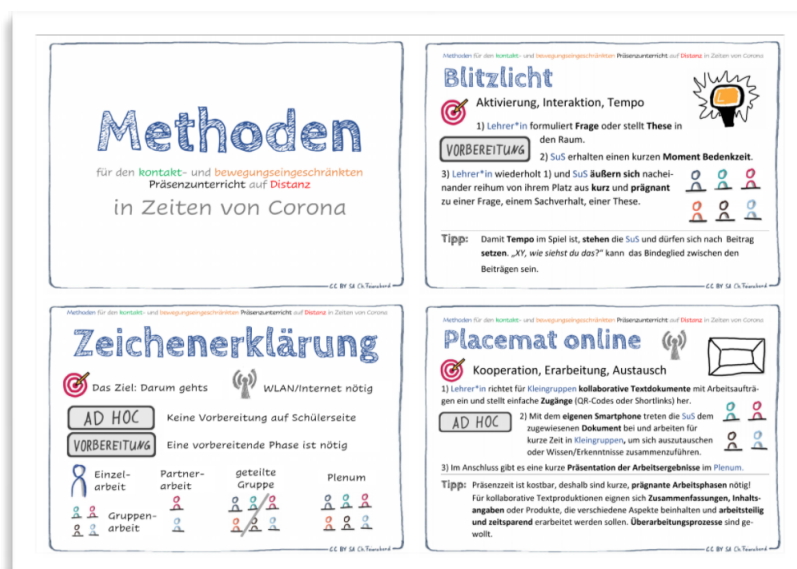 Methoden
für den kontakt- und bewegungseingeschränkten
Präsenzunterricht auf Distanz
in Zeiten von Corona
CC BY SA
Methoden für den kontakt- und bewegungseingeschränkten Präsenzunterricht auf Distanz in Zeiten von Corona
Blitzlicht
Aktivierung, Interaktion, Tempo
1) Lehrer*in formuliert Frage oder stellt These in
den Raum.
VORBEREITUNG
2) SuS erhalten einen kurzen Moment Bedenkzeit.
3) Lehrer*in wiederholt 1) und SuS äußern sich nachei-
nander reihum von ihrem Platz aus kurz und prägnant
zu einer Frage, einem Sachverhalt, einer These.
Tipp: Damit Tempo im Spiel ist, stehen die SuS und dürfen sich nach Beitrag
setzen. „XY, wie siehst du das?" kann das Bindeglied zwischen den
Beiträgen sein.
CC BY SA
Methoden für den kontakt- und bewegungseingeschränkten Präsenzunterricht auf Distanz in Zeiten von Corona
Zeichenerklärung
Das Ziel: Darum gehts
WLAN/Internet nötig
AD HOC
Keine Vorbereitung auf Schülerseite
VORBEREITUNG
Eine vorbereitende Phase ist nötig
Einzel-
arbeit
Partner-
arbeit
geteilte
Gruppe
Plenum
Gruppen-
arbeit
CC BY SA
Methoden für den kontakt- und bewegungseingeschränkten Präsenzunterricht auf Distanz in Zeiten von Corona
Placemat online
Kooperation, Erarbeitung, Austausch
1) Lehrer*in richtet für Kleingruppen kollaborative Textdokumente mit Arbeitsaufträ-
gen ein und stellt einfache Zugänge (QR-Codes oder Shortlinks) her.
AD HOC
2) Mit dem eigenen Smartphone treten die SuS dem
zugewiesenen Dokument bei und arbeiten für
kurze Zeit in Kleingruppen, um sich auszutauschen
oder Wissen/Erkenntnisse zusammenzuführen.
3) Im Anschluss gibt es eine kurze Präsentation der Arbeitsergebnisse im Plenum.
Tipp: Präsenzzeit ist kostbar, deshalb sind kurze, prägnante Arbeitsphasen nötig!
Für kollaborative Textproduktionen eignen sich Zusammenfassungen, Inhalts-
angaben oder Produkte, die verschiedene Aspekte beinhalten und arbeitsteilig
und zeitsparend erarbeitet werden sollen. Überarbeitungsprozesse sind ge-
wollt.
CC BY SA